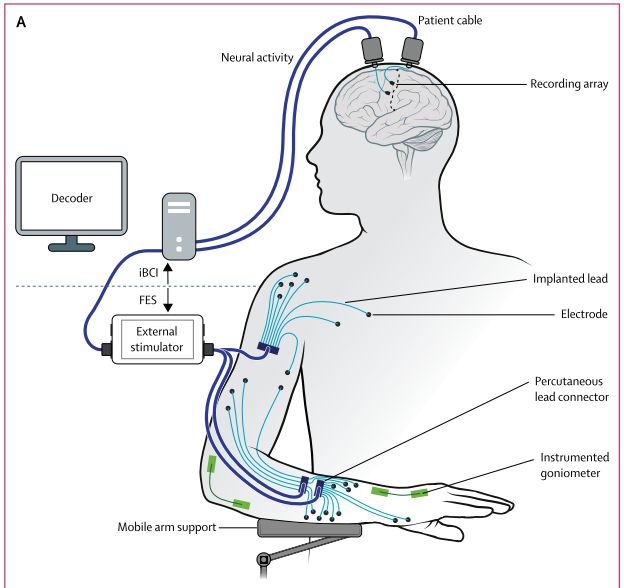 A
Patient cable
Neural activity
Recording array
Decoder
iBCI
FES
Implanted lead
External
stimulator
Electrode
Percutaneous
lead connector
Instrumented
goniometer
Mobile arm support